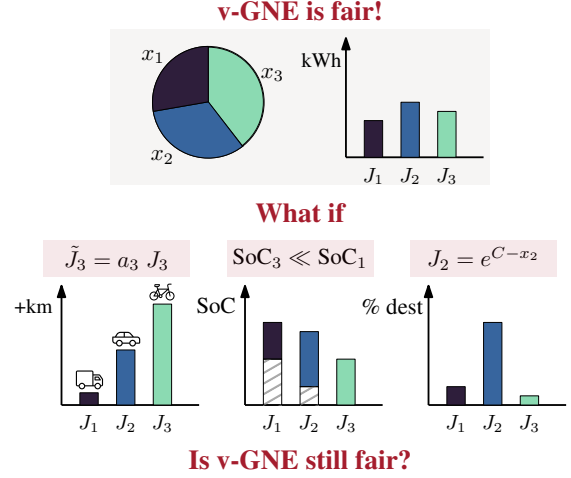 v-GNE is fair!
x₁ x₃ x₂
kWh
J₁ J₂ J₃
What if
J̃₃ = a₃ J₃
SoC₃ ≪ SoC₁
J₂ = e^{C−x₂}
+km
J₁ J₂ J₃
SoC
J₁ J₂ J₃
% dest
J₁ J₂ J₃
Is v-GNE still fair?